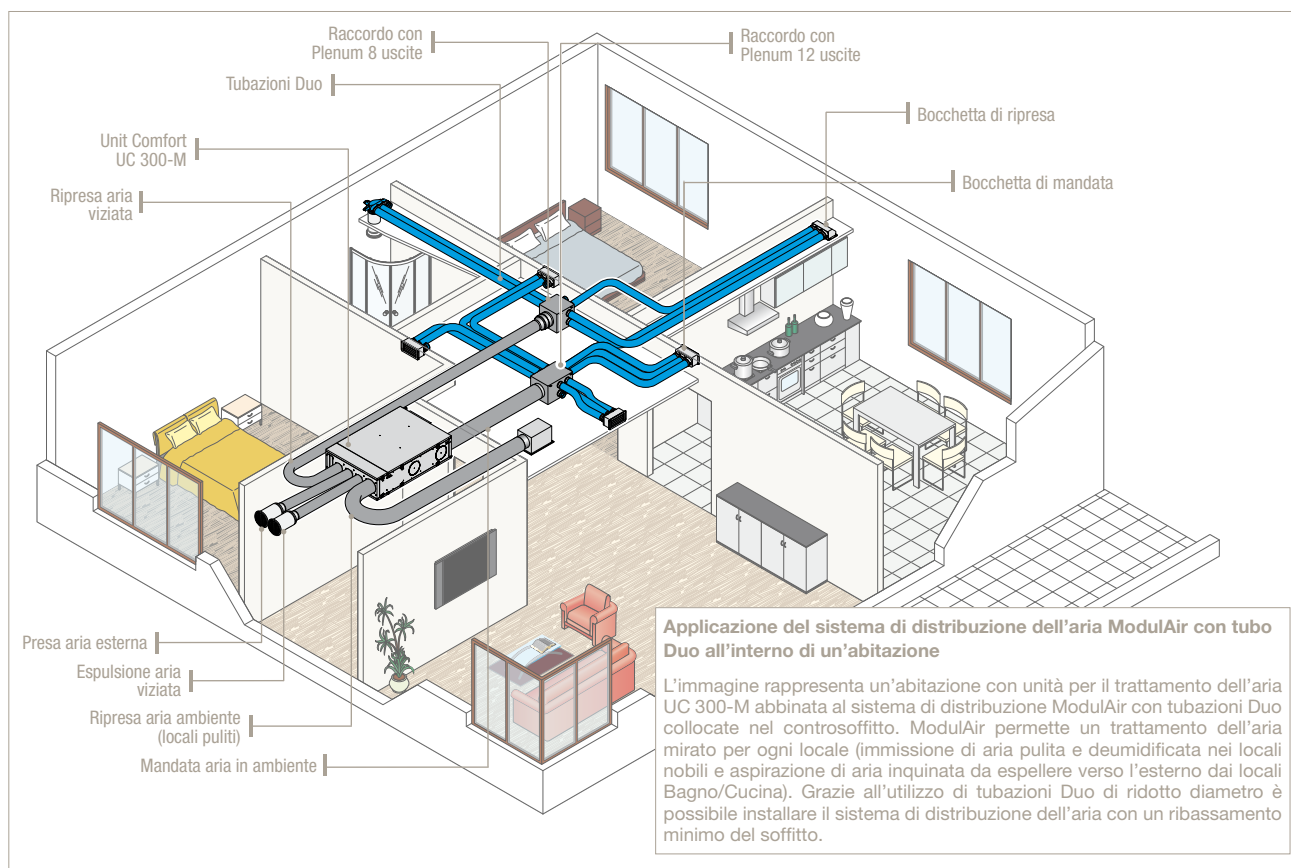 Raccordo con
Plenum 8 uscite
Raccordo con
Plenum 12 uscite
Tubazioni Duo
Bocchetta di ripresa
Unit Comfort
UC 300-M
Bocchetta di mandata
Ripresa aria
viziata
Presa aria esterna
Espulsione aria
viziata
Ripresa aria ambiente
(locali puliti)
Mandata aria in ambiente
Applicazione del sistema di distribuzione dell’aria ModulAir con tubo
Duo all’interno di un’abitazione
L’immagine rappresenta un’abitazione con unità per il trattamento dell’aria
UC 300-M abbinata al sistema di distribuzione ModulAir con tubazioni Duo
collocate nel controsoffitto. ModulAir permette un trattamento dell’aria
mirato per ogni locale (immissione di aria pulita e deumidificata nei locali
nobili e aspirazione di aria inquinata da espellere verso l’esterno dai locali
Bagno/Cucina). Grazie all’utilizzo di tubazioni Duo di ridotto diametro è
possibile installare il sistema di distribuzione dell’aria con un ribassamento
minimo del soffitto.